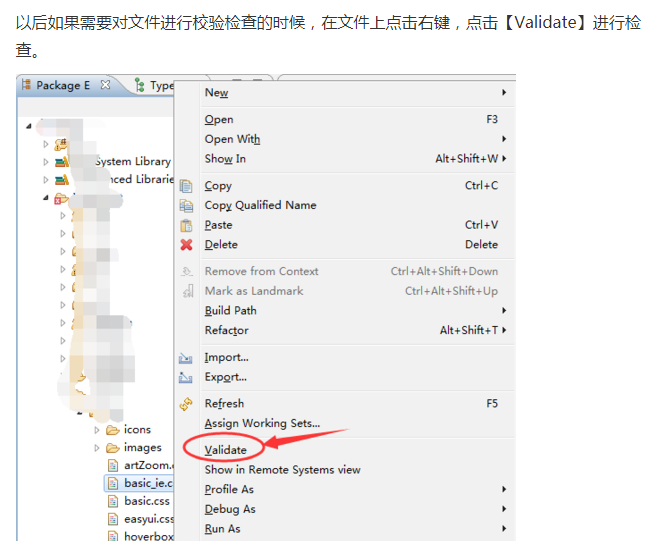 以后如果需要对文件进行校验检查的时候，在文件上点击右键，点击【Validate】进行检
查。
Package E
Type
New
Open F3
Open With
Show In Alt+Shift+W
System Library
Copy Ctrl+C
Libraries
Copy Qualified Name
Paste Ctrl+V
Delete Delete
Remove from Context Ctrl+Alt+Shift+Down
Mark as Landmark Ctrl+Alt+Shift+Up
Build Path
Refactor Alt+Shift+T
Import...
Export...
Refresh F5
Assign Working Sets...
icons
Validate
images
Show in Remote Systems view
artZoom.
basic_ie.c
Profile As
basic.css
Debug As
easyui.css
Run As
hoverbox